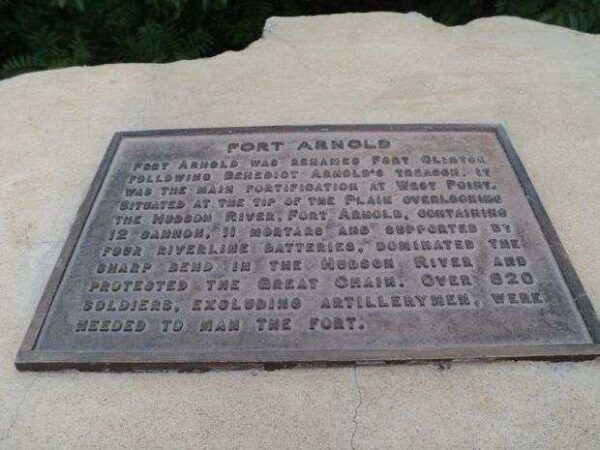 FORT ARNOLD
FORT ARNOLD WAS RENAMED FORT CLINTON
FOLLOWING BENEDICT ARNOLD'S TREASON. IT
WAS THE MAIN FORTIFICATION AT WEST POINT.
SITUATED AT THE TIP OF THE PLAIN OVERLOOKING
THE HUDSON RIVER, FORT ARNOLD, CONTAINING
12 CANNON, 11 MORTARS AND SUPPORTED BY
FOUR RIVERLINE BATTERIES, DOMINATED THE
SHARP BEND IN THE HUDSON RIVER AND
PROTECTED THE GREAT CHAIN. OVER 620
SOLDIERS, EXCLUDING ARTILLERYMEN, WERE
NEEDED TO MAN THE FORT.